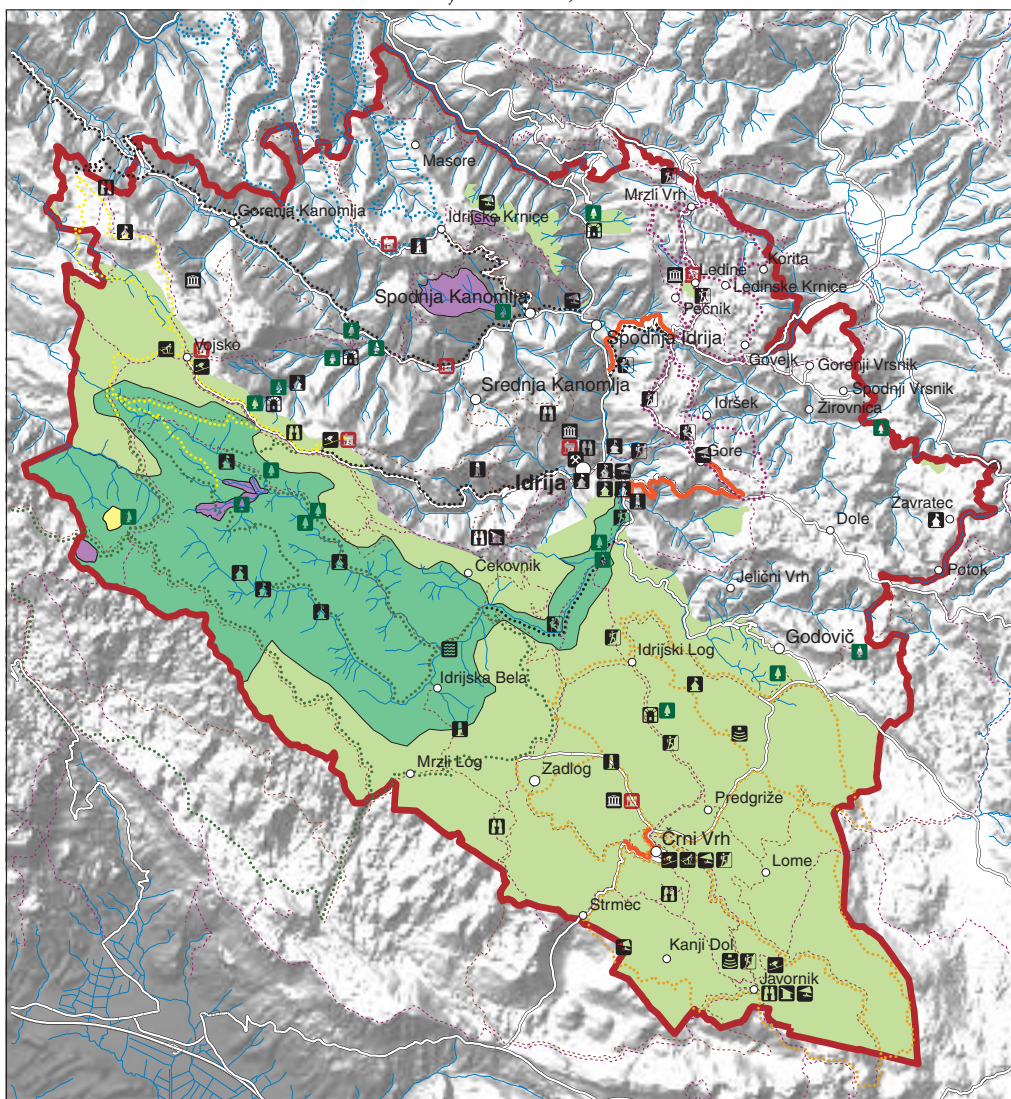 Masore
Mrzli Vrh
Gorenja Kanomlja
Idrijske Krnice
Korita
Ledine
Ledinske Krnice
Spodnja Kanomlja
Pečnik
Spodnja Idrija
Vojsko
Govejk
Gorenji Vrsnik
Srednja Kanomlja
Spodnji Vrsnik
Idršek
Žirovnica
Gore
Idrija
Zavratec
Dole
Čekovnik
Potok
Jelični Vrh
Godovič
Idrijski Log
Idrijska Bela
Mrzli Log
Zadlog
Predgriže
Črni Vrh
Lome
Strmec
Kanji Dol
Javornik